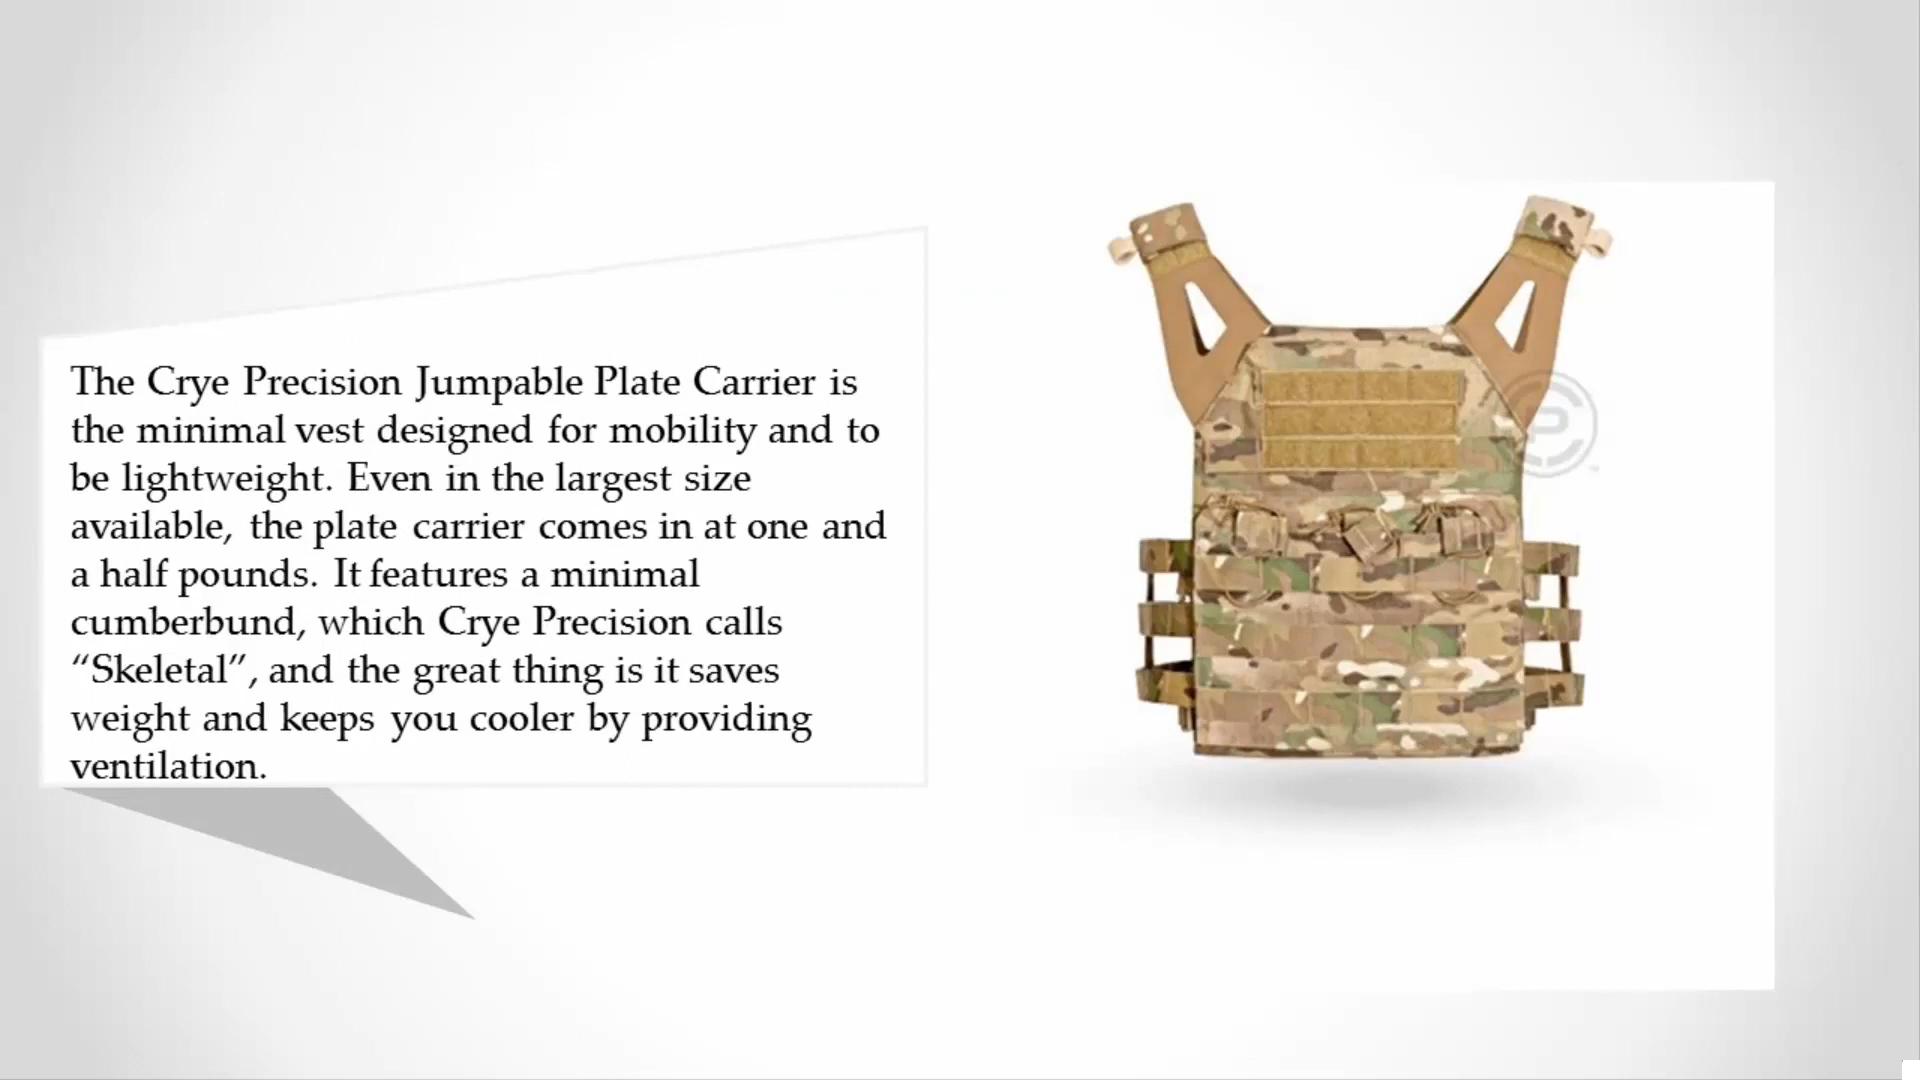 The Crye Precision Jumpable Plate Carrier is
the minimal vest designed for mobility and to
be lightweight. Even in the largest size
available, the plate carrier comes in at one and
a half pounds. It features a minimal
cumberbund, which Crye Precision calls
“Skeletal”, and the great thing is it saves
weight and keeps you cooler by providing
ventilation.